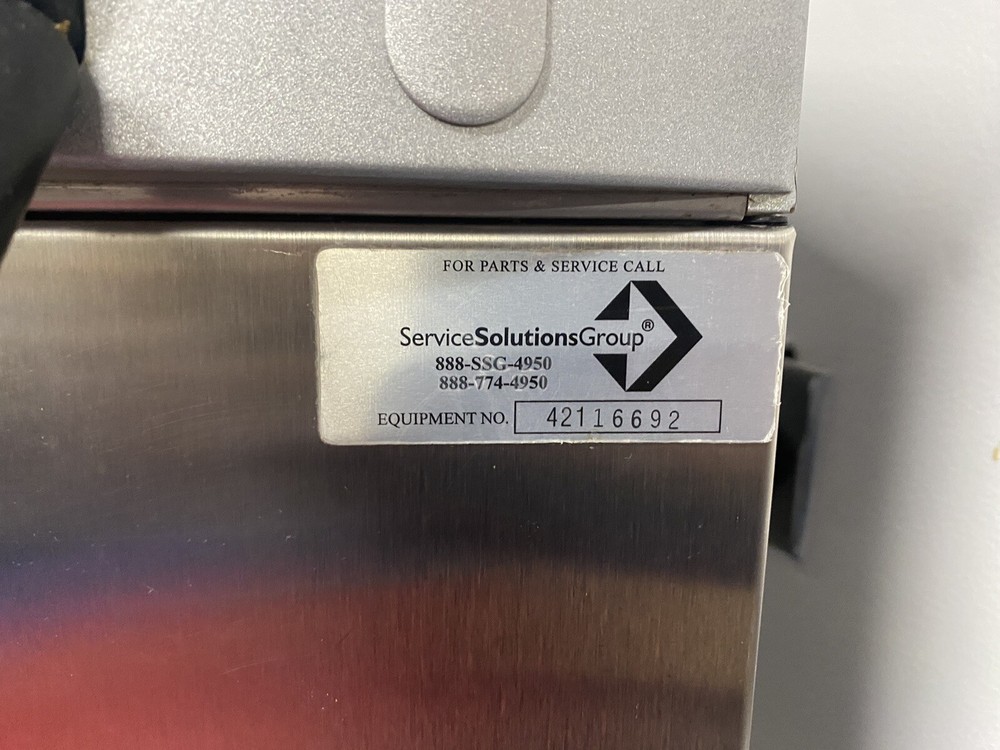 FOR PARTS & SERVICE CALL
ServiceSolutionsGroup®
888-SSG-4950
888-774-4950
EQUIPMENT NO. 42116692